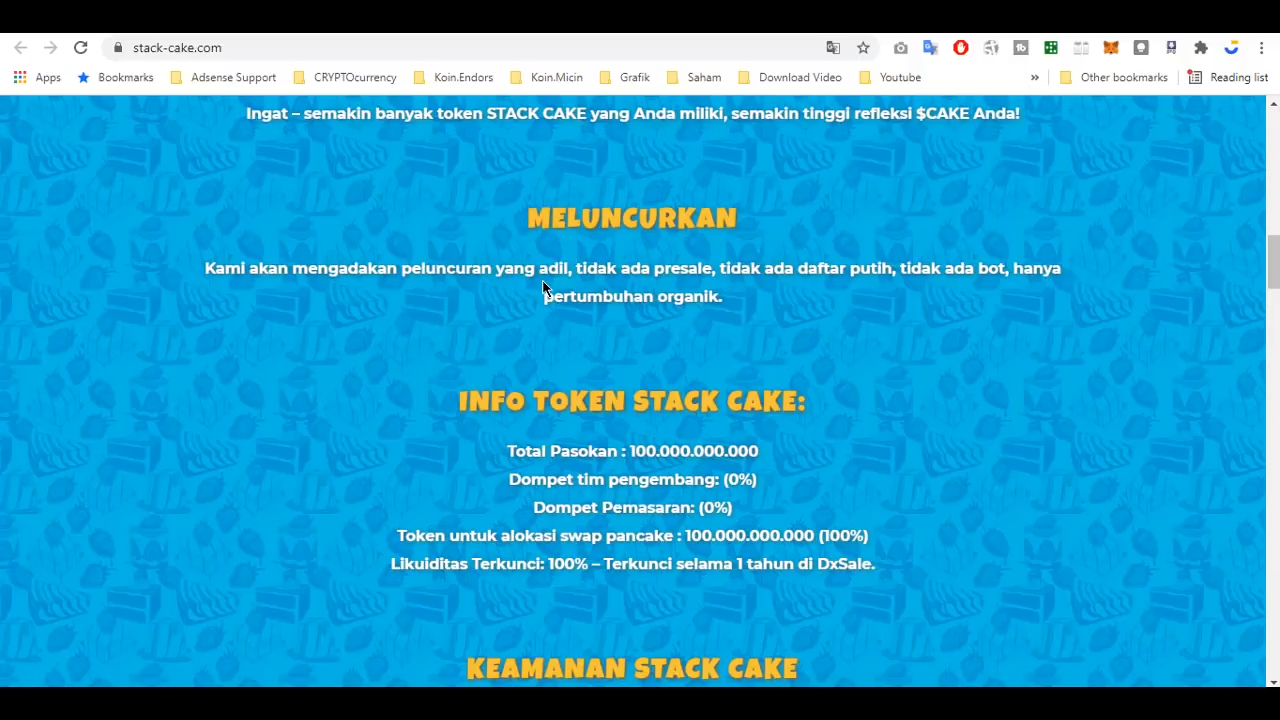 stack-cake.com
Apps
Bookmarks
Adsense Support
CRYPTOcurrency
Koin.Endors
Koin.Micin
Grafik
Saham
Download Video
Youtube
»
Other bookmarks
Reading list
Ingat – semakin banyak token STACK CAKE yang Anda miliki, semakin tinggi refleksi $CAKE Anda!
MELUNCURKAN
Kami akan mengadakan peluncuran yang adil, tidak ada presale, tidak ada daftar putih, tidak ada bot, hanya
pertumbuhan organik.
INFO TOKEN STACK CAKE:
Total Pasokan : 100.000.000.000
Dompet tim pengembang: (0%)
Dompet Pemasaran: (0%)
Token untuk alokasi swap pancake : 100.000.000.000 (100%)
Likuiditas Terkunci: 100% – Terkunci selama 1 tahun di DxSale.
KEAMANAN STACK CAKE